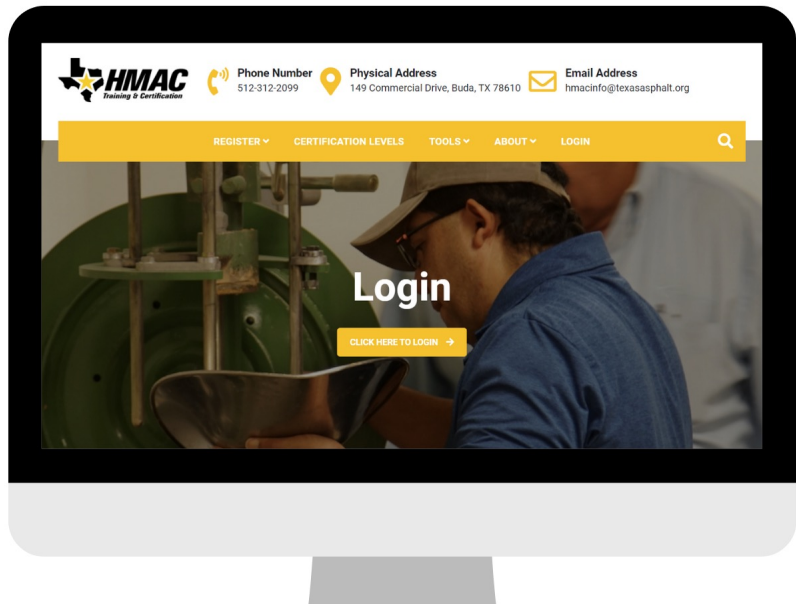 HMAC
Training & Certification
Phone Number
512-312-2099
Physical Address
149 Commercial Drive, Buda, TX 78610
Email Address
hmacinfo@texasasphalt.org
REGISTER CERTIFICATION LEVELS TOOLS ABOUT LOGIN
Login
CLICK HERE TO LOGIN →